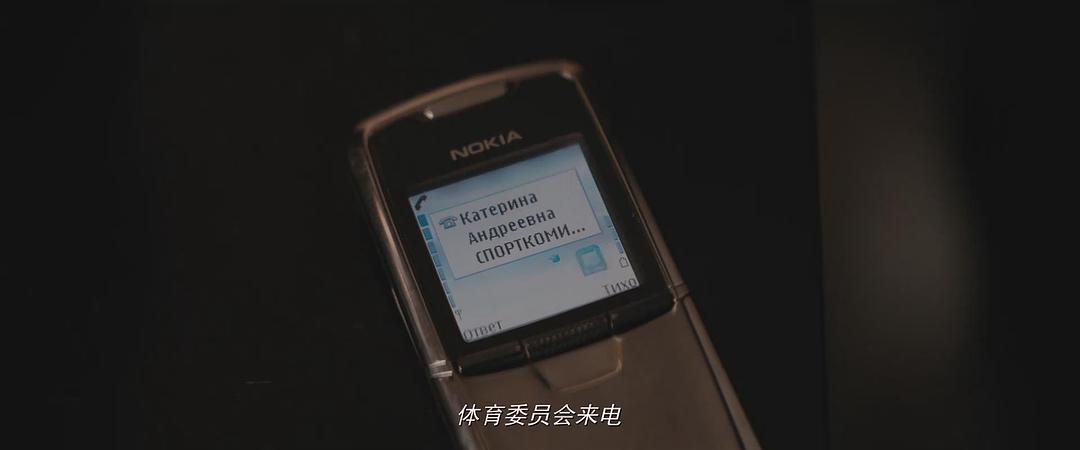 NOKIA
Катерина
Андреевна
СПОРТКОМИ...
Тихо
Ответ
体育委员会来电